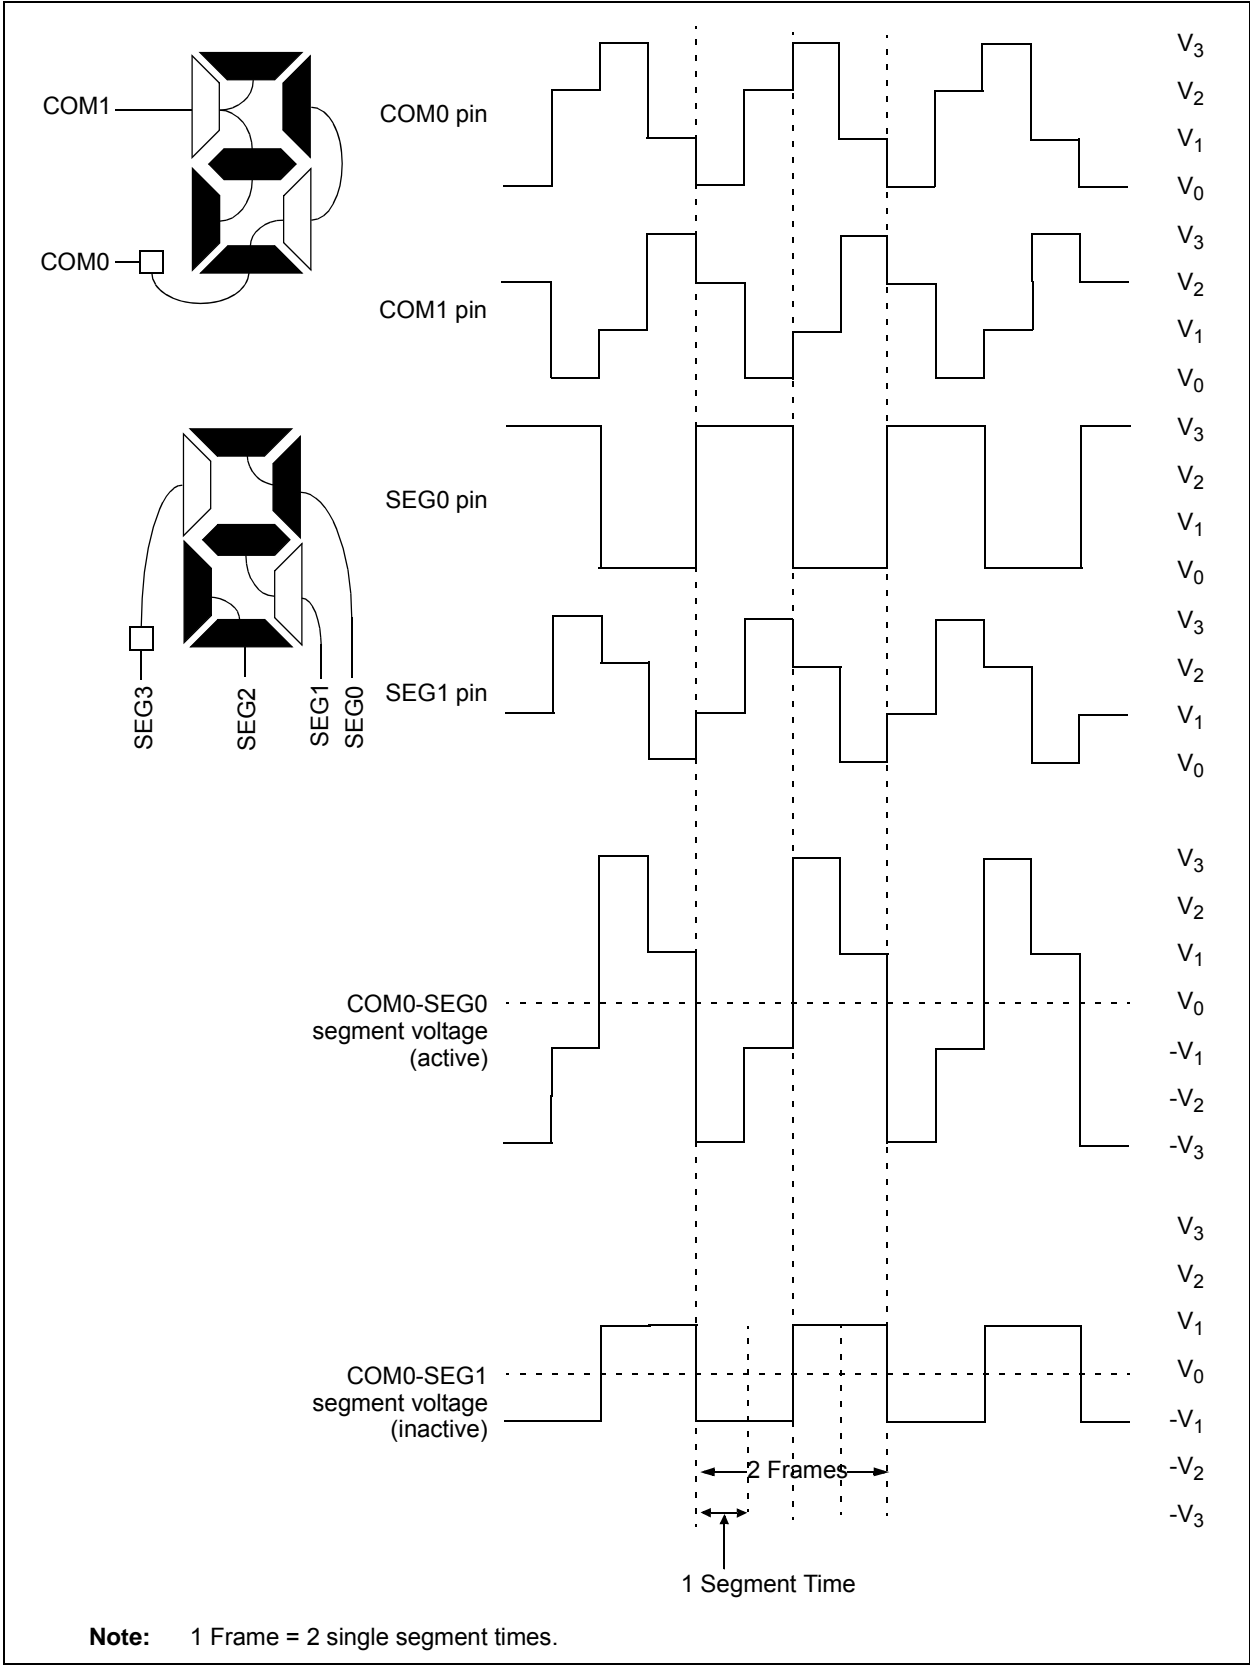 COM1
COM0
COM0 pin
V3
V2
V1
V0
COM1 pin
V3
V2
V1
V0
SEG0 pin
V3
V2
V1
V0
SEG3
SEG2
SEG1
SEG0
SEG1 pin
V3
V2
V1
V0
COM0-SEG0
segment voltage
(active)
V3
V2
V1
V0
-V1
-V2
-V3
COM0-SEG1
segment voltage
(inactive)
V3
V2
V1
V0
-V1
-V2
-V3
2 Frames
1 Segment Time
Note: 1 Frame = 2 single segment times.